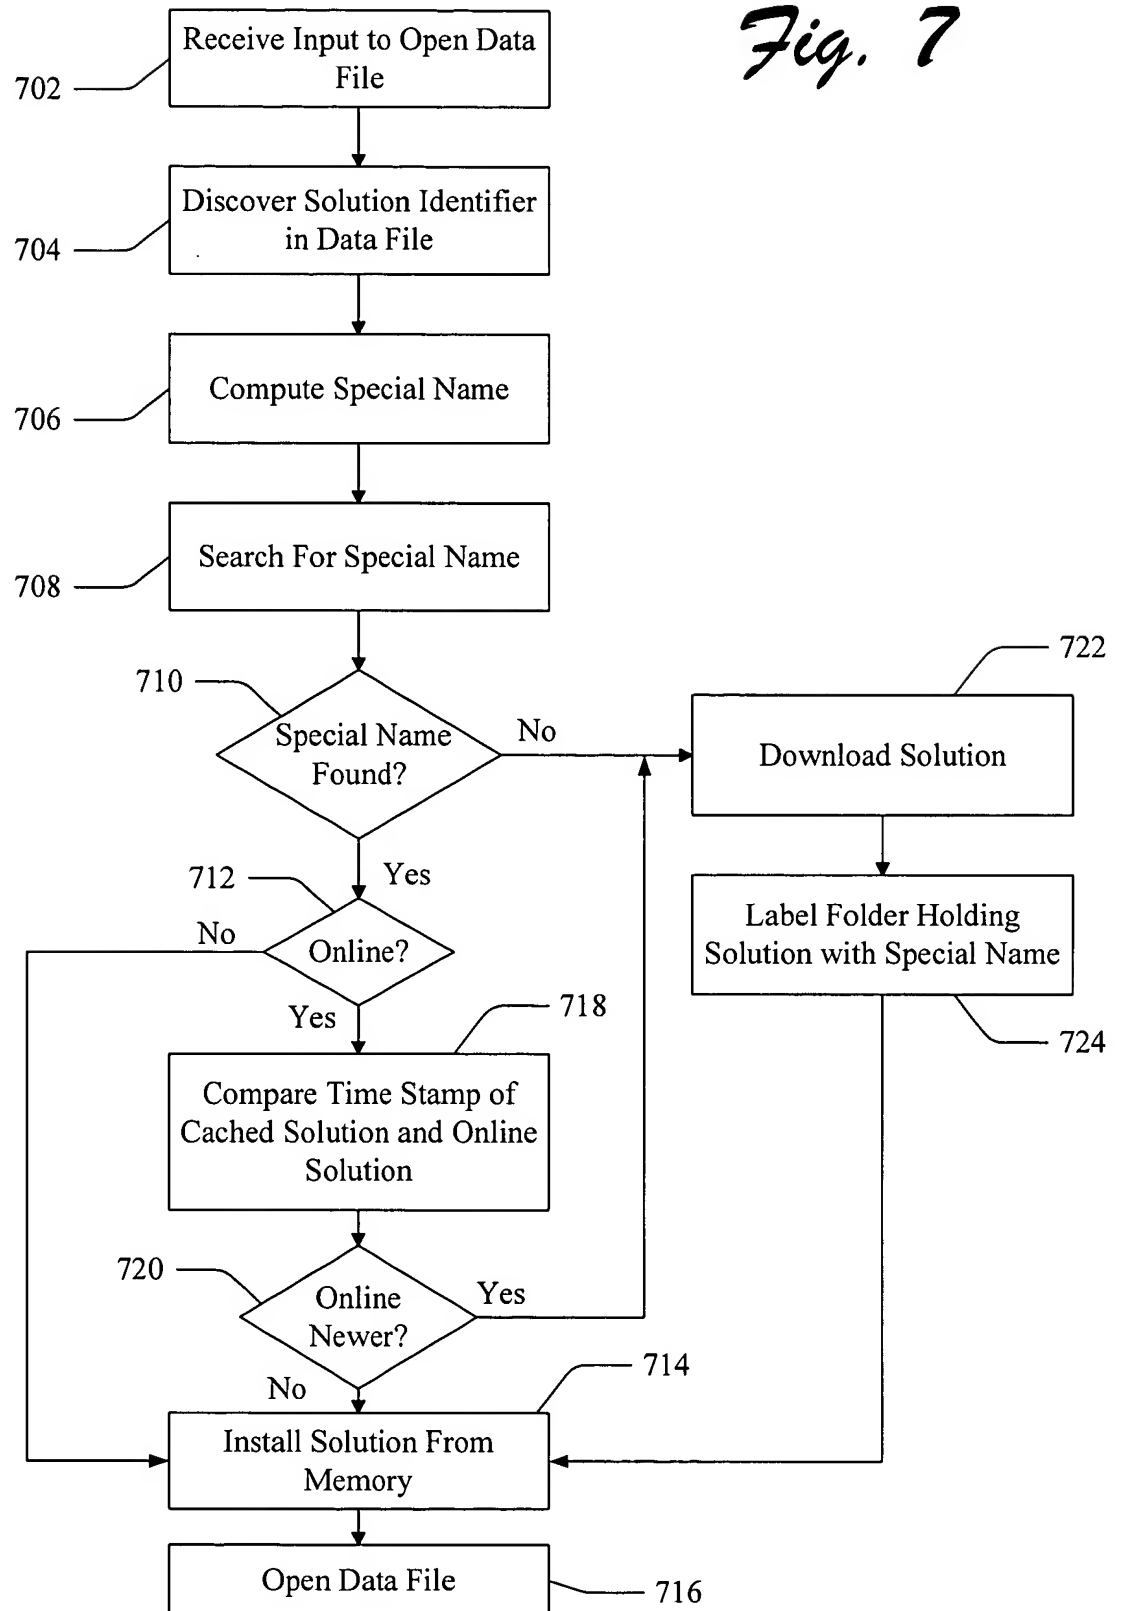 Fig. 7
Receive Input to Open Data
File
702
Discover Solution Identifier
in Data File
704
Compute Special Name
706
Search For Special Name
708
722
710
Special Name
Found?
No
Download Solution
Yes
712
No
Online?
Label Folder Holding
Solution with Special Name
Yes
718
724
Compare Time Stamp of
Cached Solution and Online
Solution
720
Online
Newer?
Yes
714
No
Install Solution From
Memory
Open Data File
716